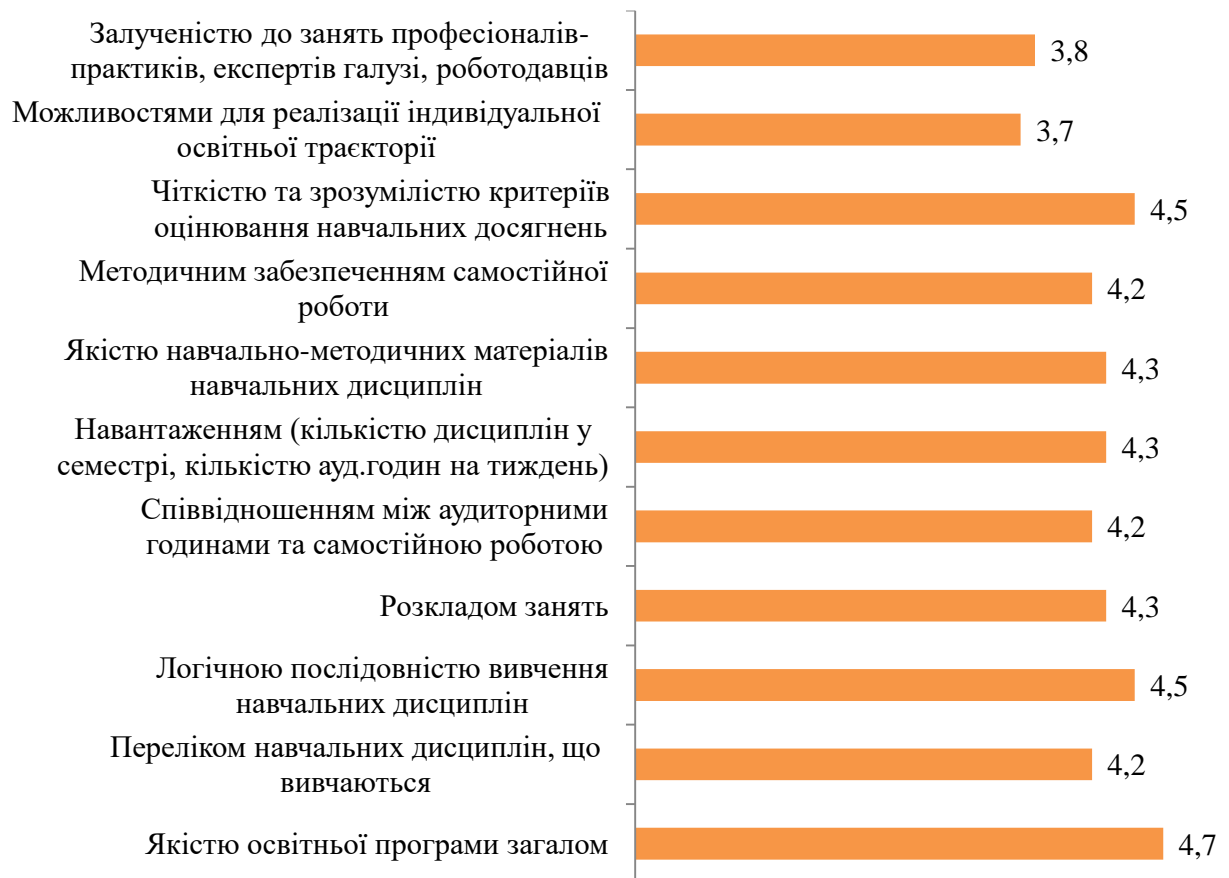 Залученістю до занять професіоналів-
практиків, експертів галузі, роботодавців
3,8
Можливостями для реалізації індивідуальної
освітньої траєкторії
3,7
Чіткістю та зрозумілістю критеріїв
оцінювання навчальних досягнень
4,5
Методичним забезпеченням самостійної
роботи
4,2
Якістю навчально-методичних матеріалів
навчальних дисциплін
4,3
Навантаженням (кількістю дисциплін у
семестрі, кількістю ауд.годин на тиждень)
4,3
Співвідношенням між аудиторними
годинами та самостійною роботою
4,2
Розкладом занять
4,3
Логічною послідовністю вивчення
навчальних дисциплін
4,5
Переліком навчальних дисциплін, що
вивчаються
4,2
Якістю освітньої програми загалом
4,7